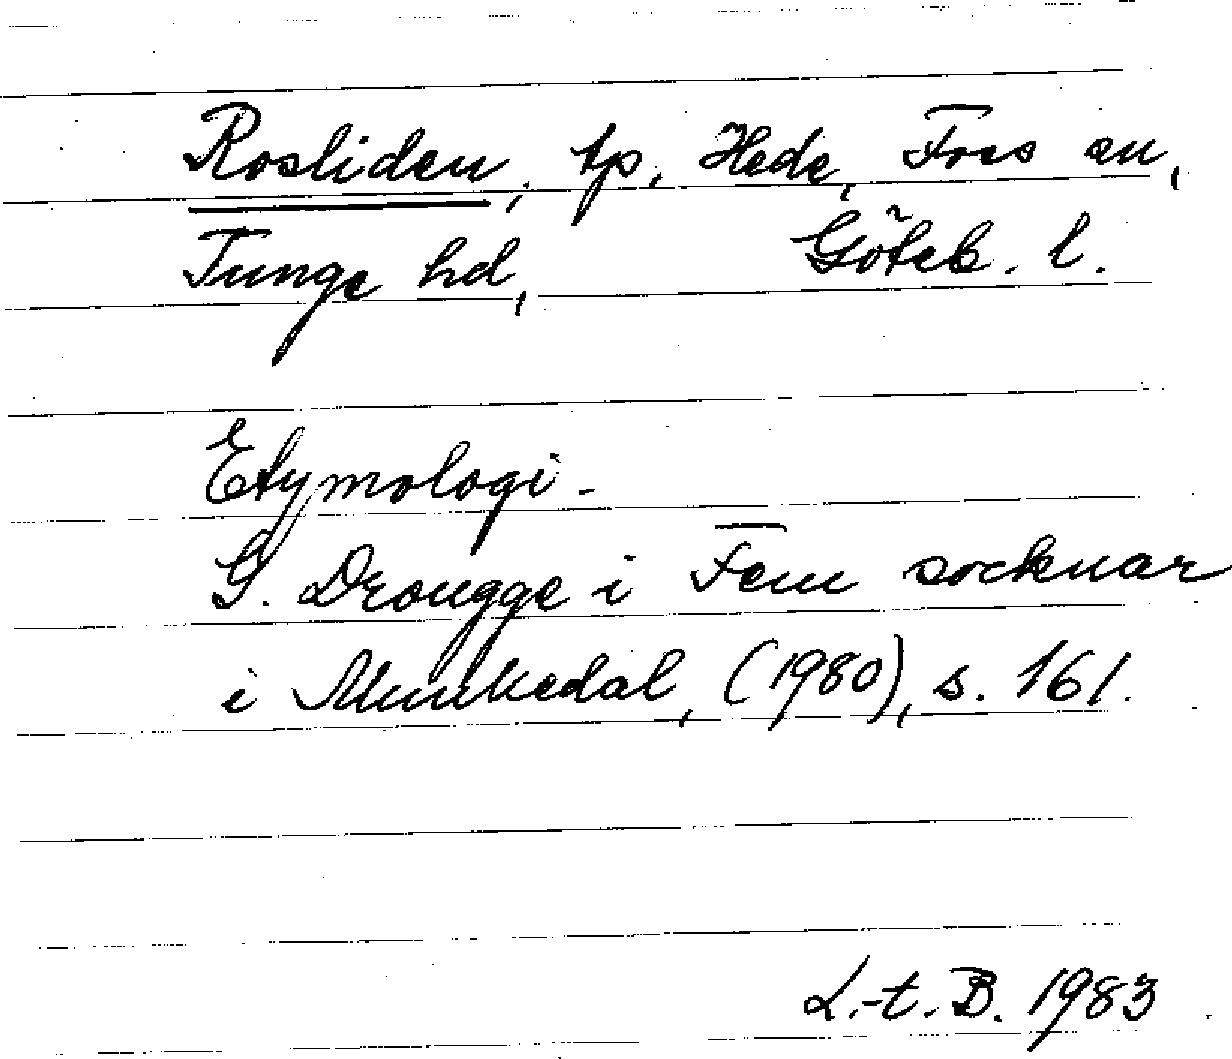 Rosliden, tp, Hede, Foss sn,
Tunge hd, Göteb. l.
Etymologi.
G. Drougge i Fem socknar
i Munkedal, (1980), s. 161.
L.-t. B. 1983